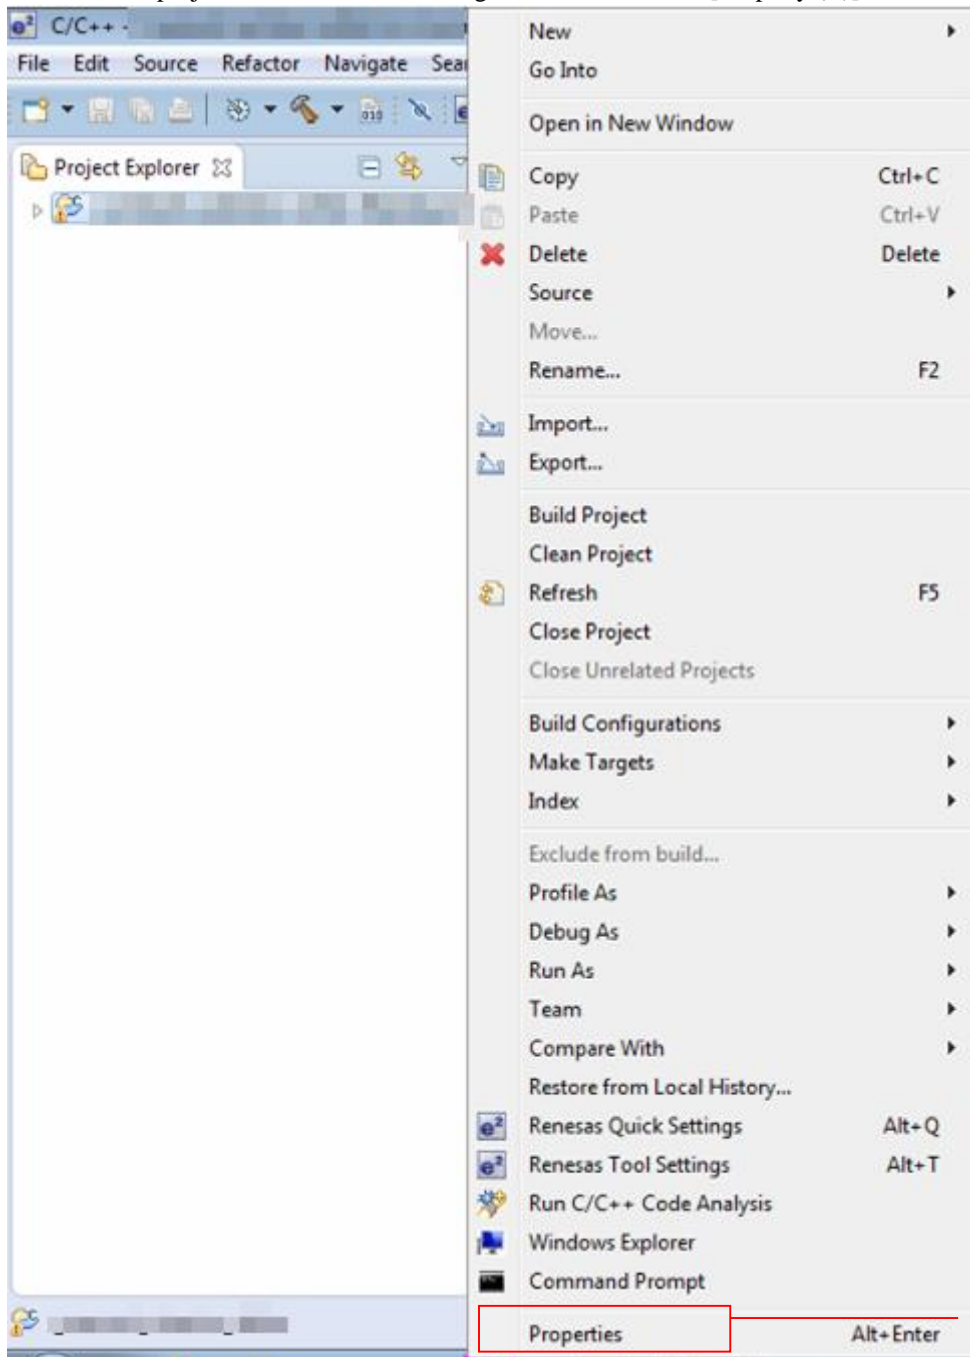 C/C++ -
File Edit Source Refactor Navigate Sear
Project Explorer
New
Go Into
Open in New Window
Copy Ctrl+C
Paste Ctrl+V
Delete Delete
Source
Move...
Rename... F2
Import...
Export...
Build Project
Clean Project
Refresh F5
Close Project
Close Unrelated Projects
Build Configurations
Make Targets
Index
Exclude from build...
Profile As
Debug As
Run As
Team
Compare With
Restore from Local History...
Renesas Quick Settings Alt+Q
Renesas Tool Settings Alt+T
Run C/C++ Code Analysis
Windows Explorer
Command Prompt
Properties Alt+Enter